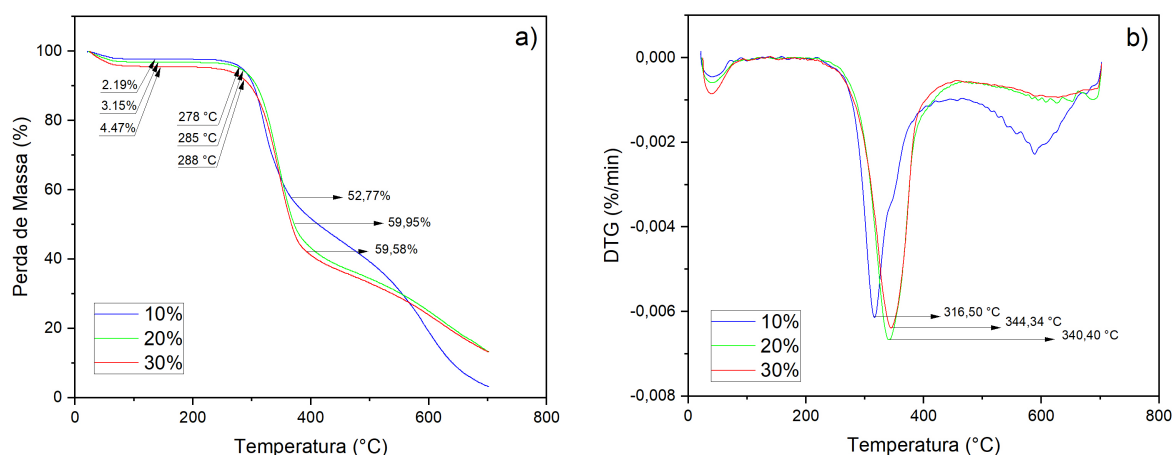 a)
100
80
60
40
20
0
0
200
400
600
800
Perda de Massa (%)
Temperatura (°C)
2.19%
3.15%
4.47%
278 °C
285 °C
288 °C
52,77%
59,95%
59,58%
10%
20%
30%
b)
0,000
-0,002
-0,004
-0,006
-0,008
0
200
400
600
800
DTG (%/min)
Temperatura (°C)
316,50 °C
344,34 °C
340,40 °C
10%
20%
30%